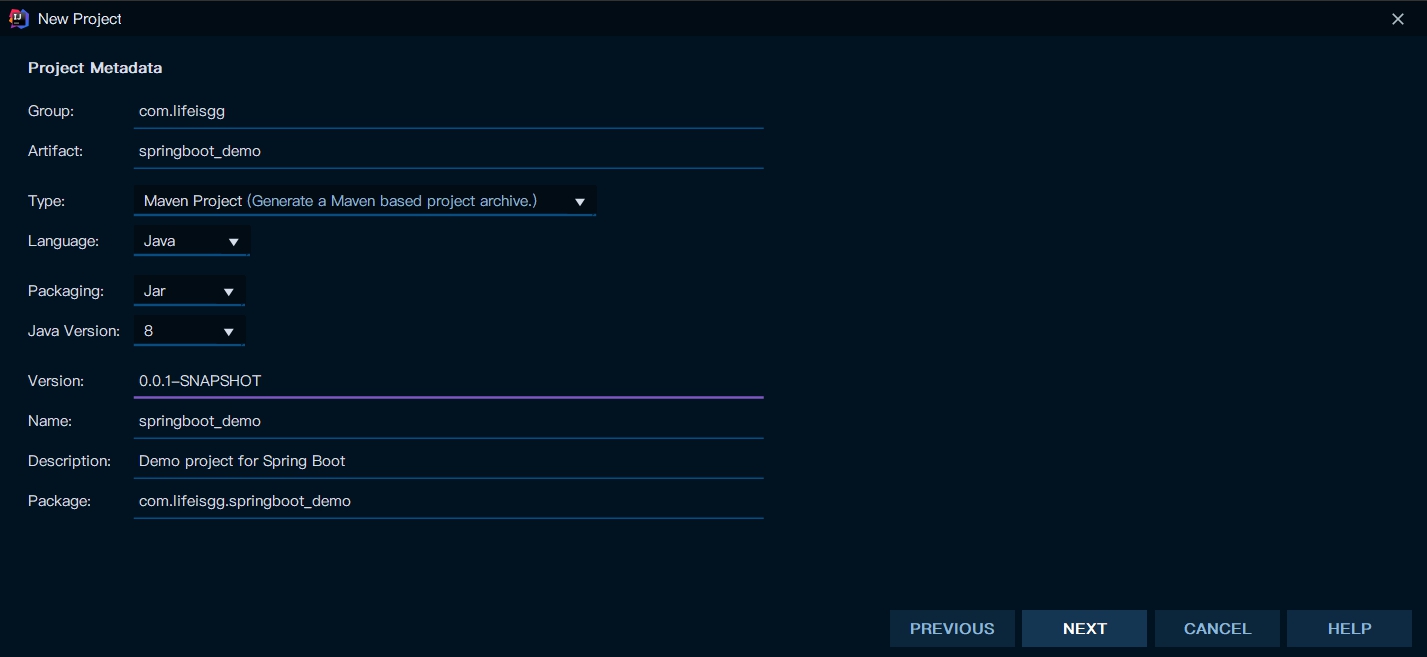 New Project
Project Metadata
Group: com.lifeisgg
Artifact: springboot_demo
Type: Maven Project (Generate a Maven based project archive.)
Language: Java
Packaging: Jar
Java Version: 8
Version: 0.0.1-SNAPSHOT
Name: springboot_demo
Description: Demo project for Spring Boot
Package: com.lifeisgg.springboot_demo
PREVIOUS NEXT CANCEL HELP